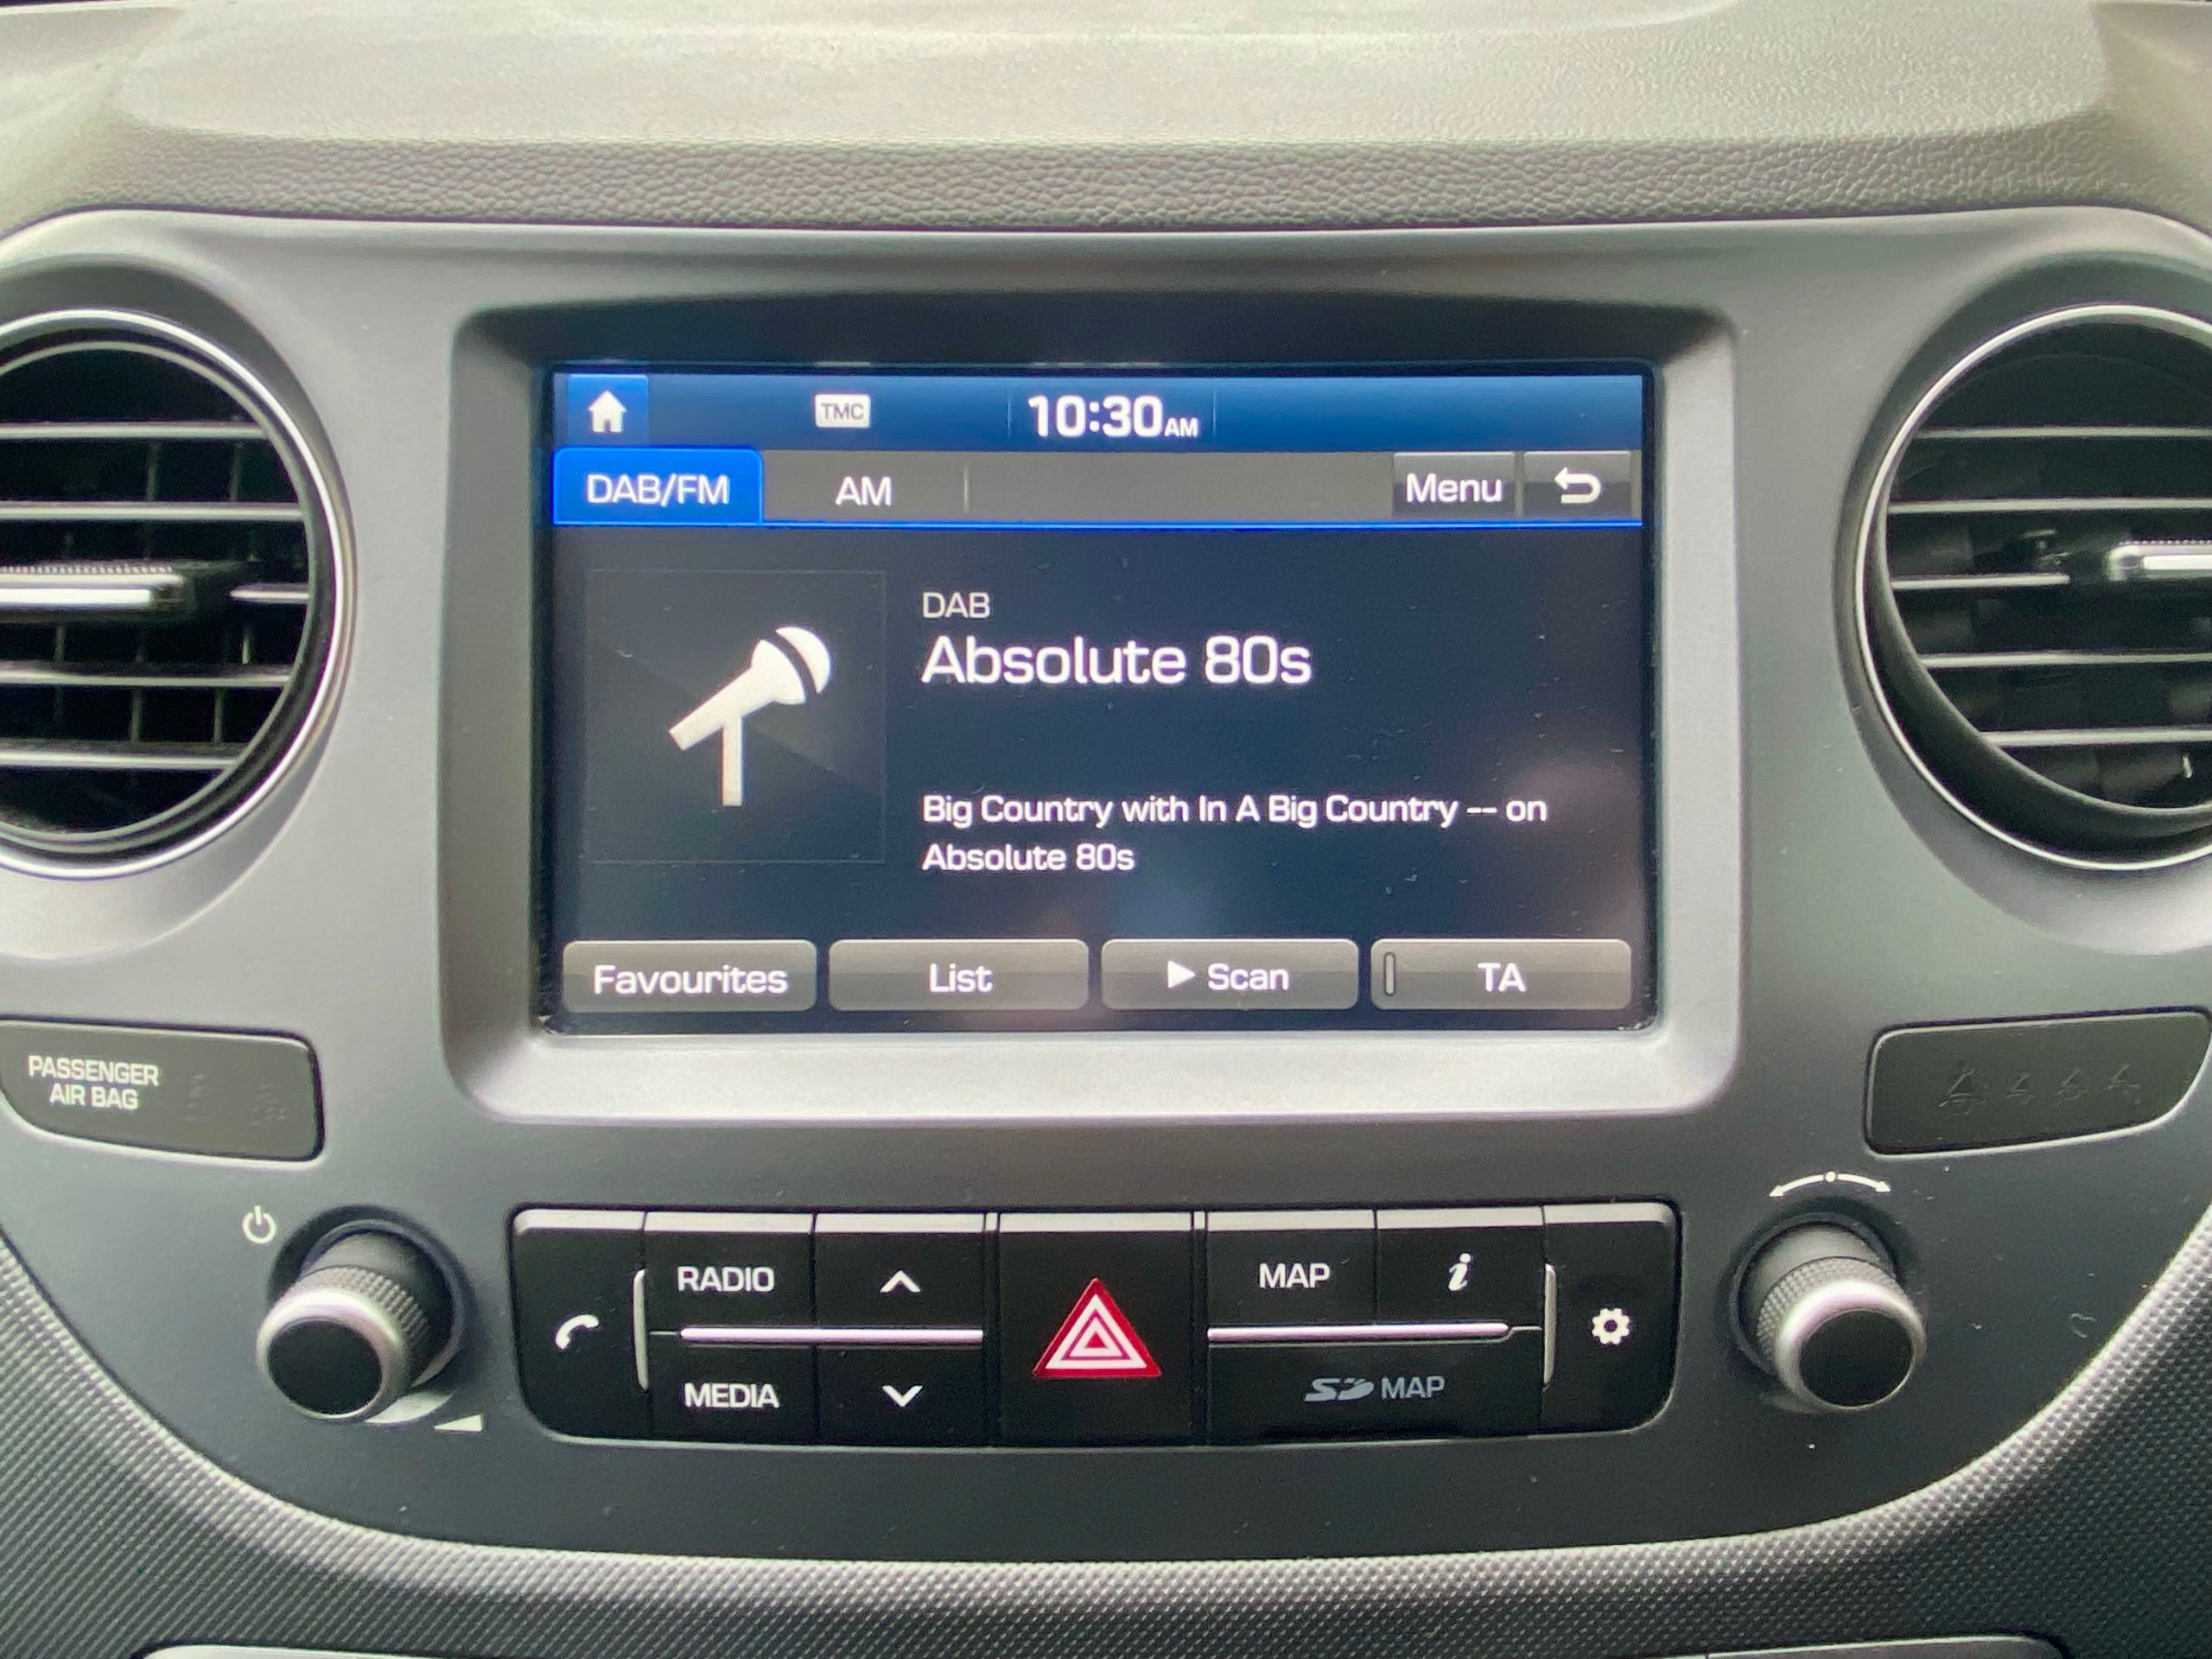 TMC
10:30AM
DAB/FM AM Menu
DAB
Absolute 80s
Big Country with In A Big Country -- on
Absolute 80s
Favourites List Scan TA
PASSENGER
AIR BAG
RADIO MAP i
MEDIA SD MAP